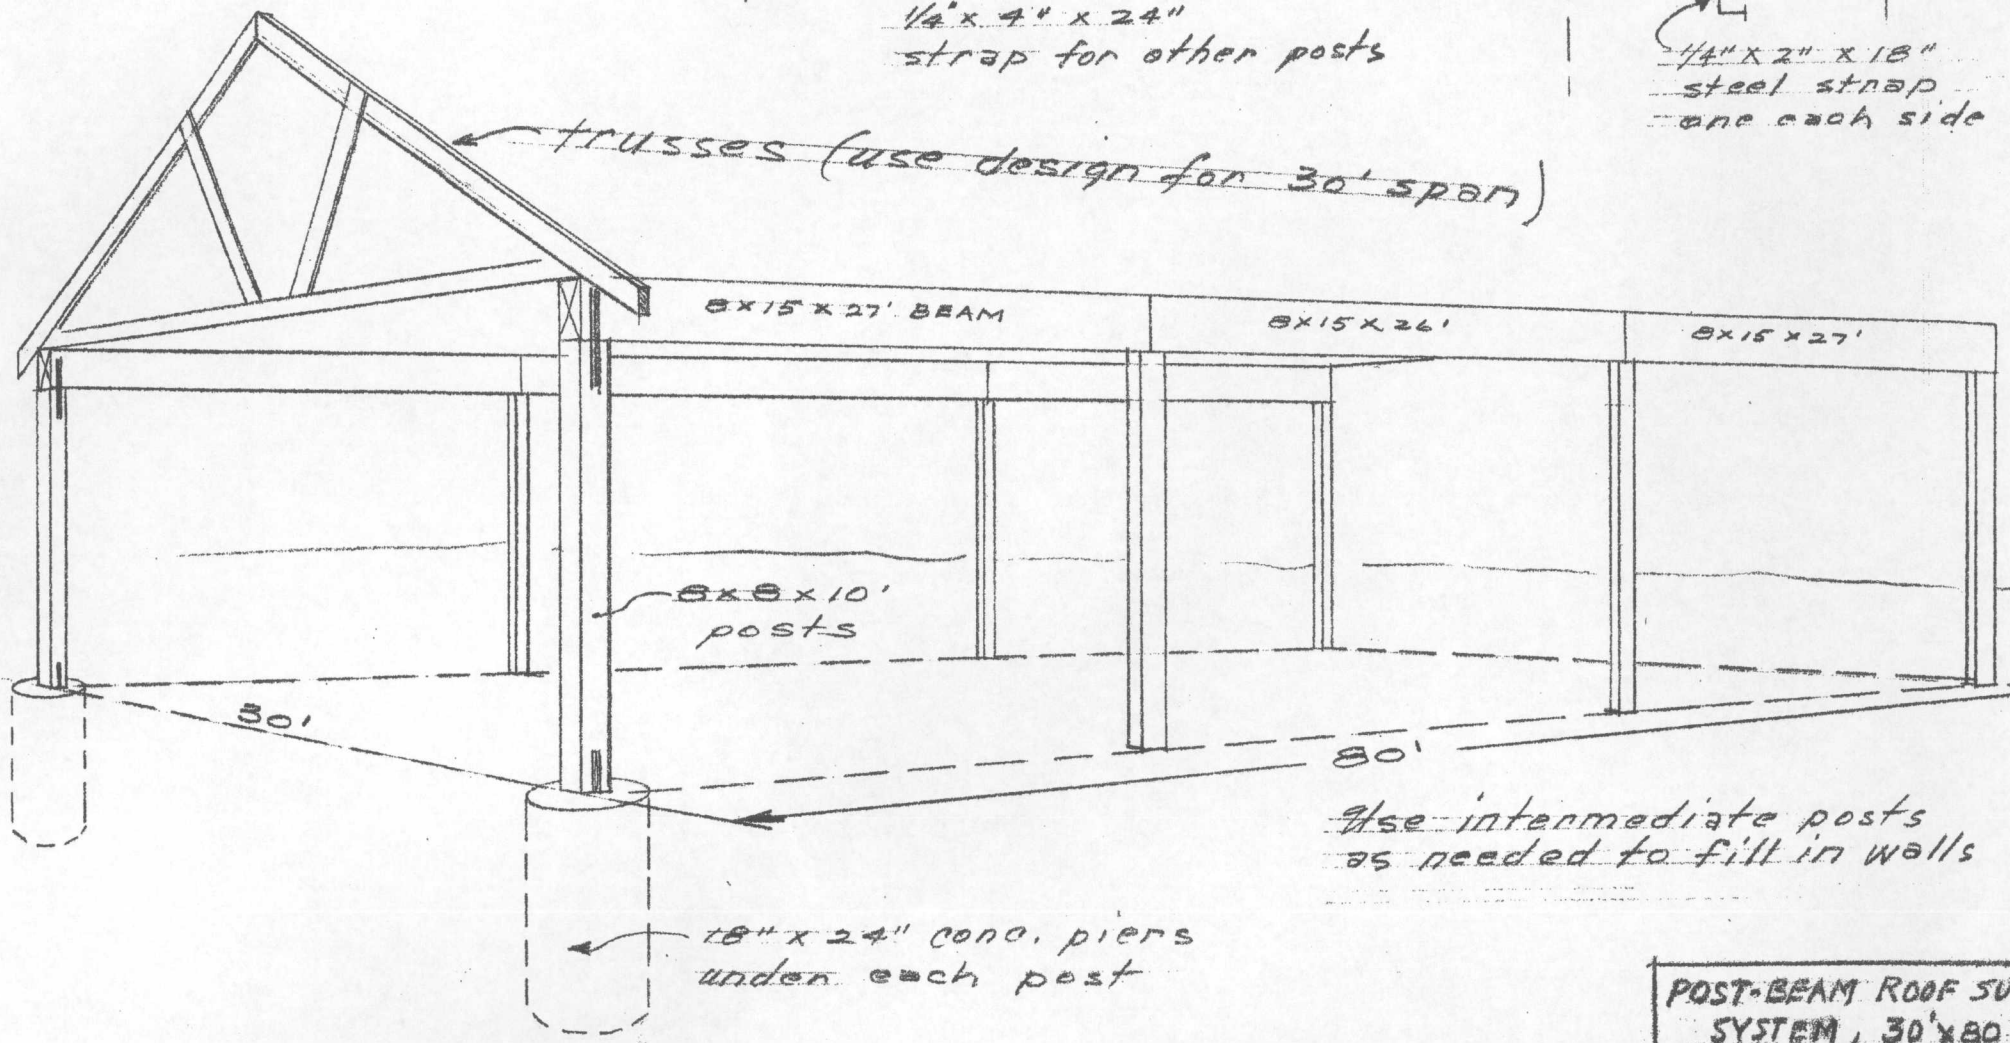 1/4" x 4" x 24"
strap for other posts
1/4" x 2" x 18"
steel strap
one each side
trusses (use design for 30' span)
8x15x27' BEAM
8x15x26'
8x15x27'
8x8x10'
posts
30'
80'
Use intermediate posts
as needed to fill in walls
18" x 24" conc. piers
under each post
POST-BEAM ROOF SU
SYSTEM, 30'x80